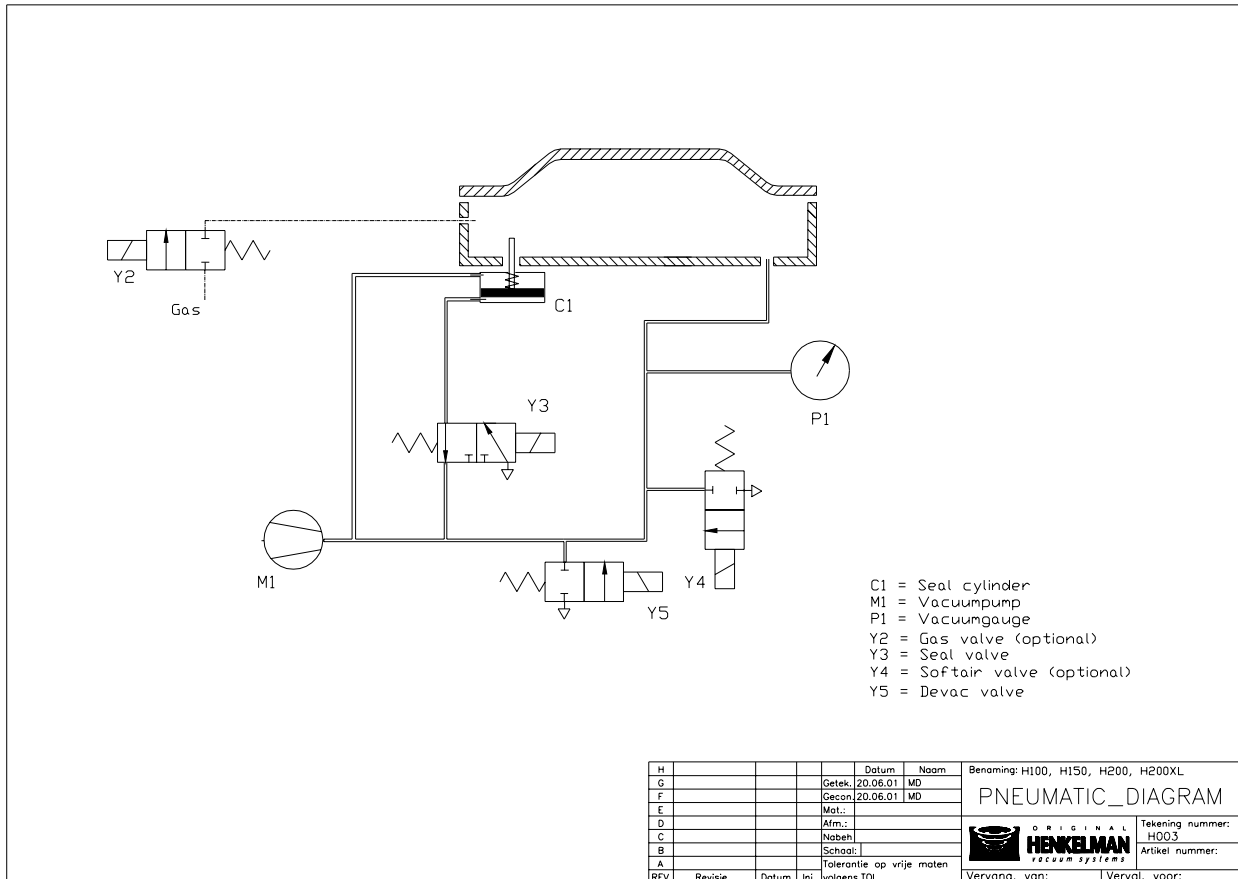 Y2
Gas
C1
Y3
P1
M1
Y4
Y5
C1 = Seal cylinder
M1 = Vacuumpump
P1 = Vacuumgauge
Y2 = Gas valve (optional)
Y3 = Seal valve
Y4 = Softair valve (optional)
Y5 = Devac valve
H Datum Naam
G Getek. 20.06.01 MD
F Gecon. 20.06.01 MD
E Mat.:
D Afm.:
C Nabeh
B Schaal:
A Tolerantie op vrije maten
REV Revisie Datum Ini volgens TOL
Benaming: H100, H150, H200, H200XL
PNEUMATIC_DIAGRAM
ORIGINAL
HENKELMAN
vacuum systems
Tekening nummer:
H003
Artikel nummer:
Vervang. van:
Verval. voor: